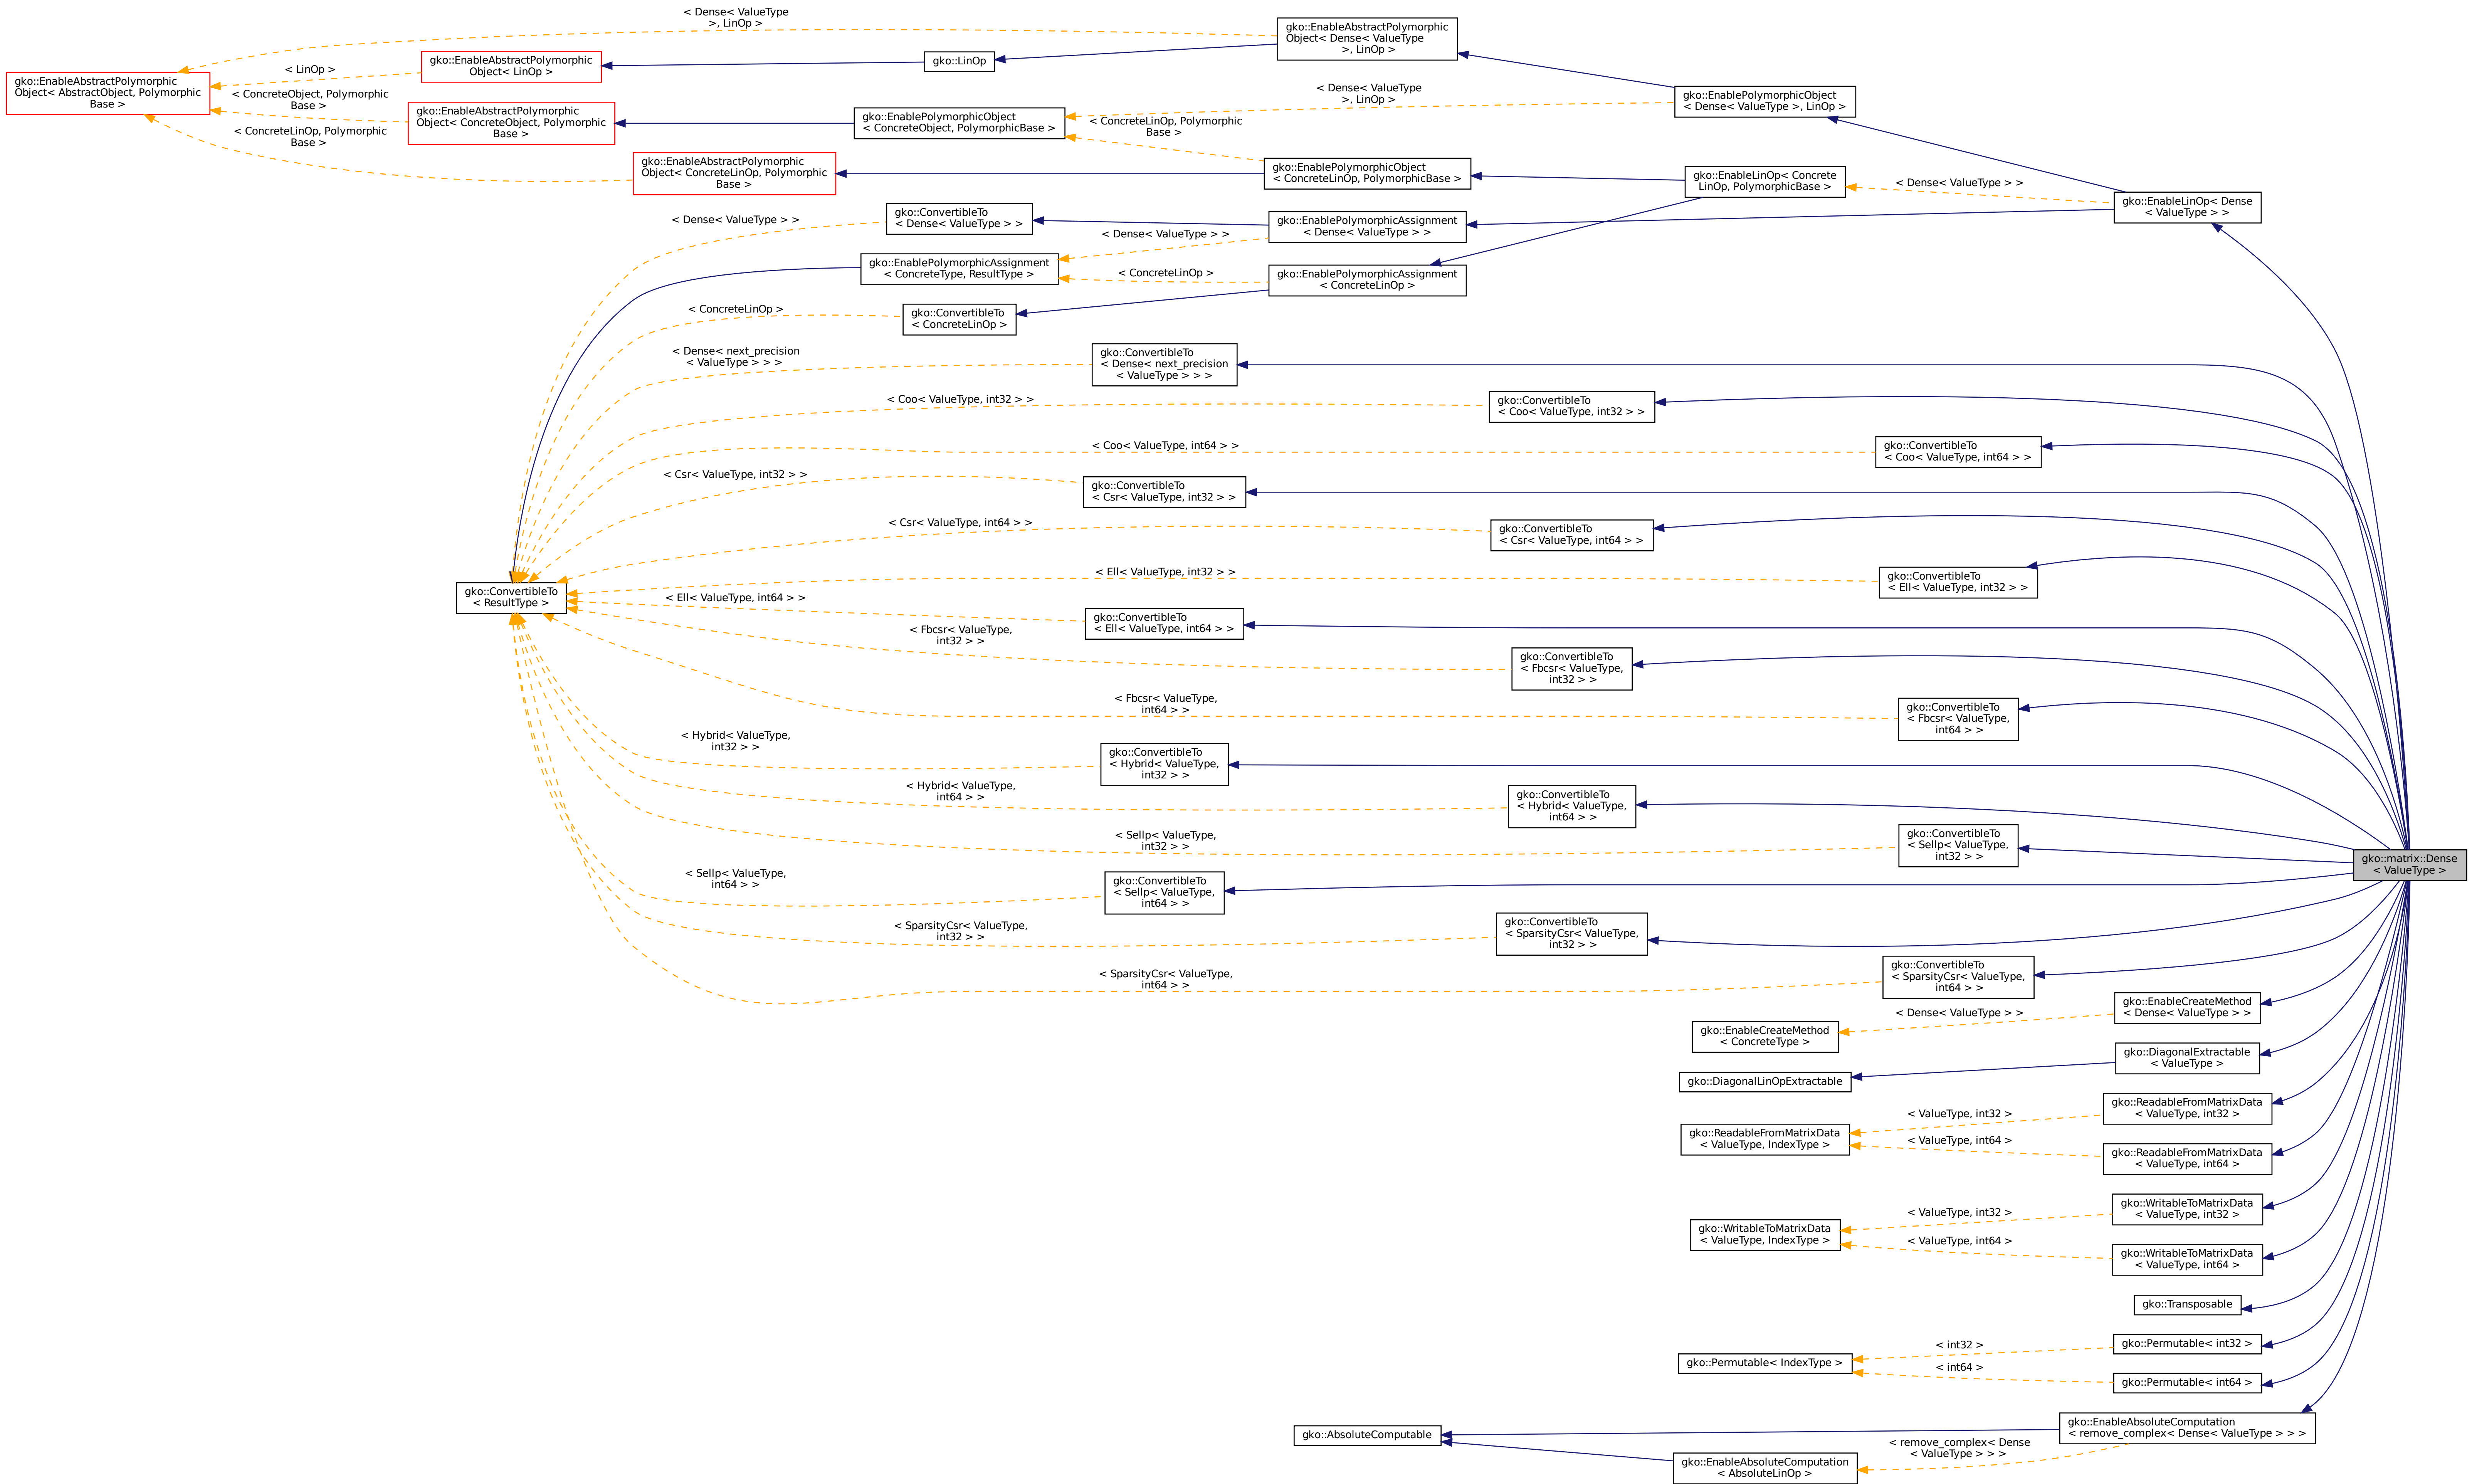 < Dense< ValueType
>, LinOp >
gko::EnableAbstractPolymorphic
Object< Dense< ValueType
>, LinOp >
gko::EnableAbstractPolymorphic
Object< LinOp >
gko::LinOp
< LinOp >
gko::EnableAbstractPolymorphic
Object< AbstractObject, Polymorphic
Base >
< ConcreteObject, Polymorphic
Base >
gko::EnableAbstractPolymorphic
Object< ConcreteObject, Polymorphic
Base >
gko::EnablePolymorphicObject
< ConcreteObject, PolymorphicBase >
< Dense< ValueType
>, LinOp >
gko::EnablePolymorphicObject
< Dense< ValueType >, LinOp >
< ConcreteLinOp, Polymorphic
Base >
< ConcreteLinOp, Polymorphic
Base >
gko::EnableAbstractPolymorphic
Object< ConcreteLinOp, Polymorphic
Base >
gko::EnablePolymorphicObject
< ConcreteLinOp, PolymorphicBase >
gko::EnableLinOp< Concrete
LinOp, PolymorphicBase >
< Dense< ValueType > >
gko::EnableLinOp< Dense
< ValueType > >
< Dense< ValueType > >
gko::ConvertibleTo
< Dense< ValueType > >
gko::EnablePolymorphicAssignment
< Dense< ValueType > >
< Dense< ValueType > >
gko::EnablePolymorphicAssignment
< ConcreteType, ResultType >
< ConcreteLinOp >
gko::EnablePolymorphicAssignment
< ConcreteLinOp >
< ConcreteLinOp >
gko::ConvertibleTo
< ConcreteLinOp >
< Dense< next_precision
< ValueType > > >
gko::ConvertibleTo
< Dense< next_precision
< ValueType > > >
< Coo< ValueType, int32 > >
gko::ConvertibleTo
< Coo< ValueType, int32 > >
< Coo< ValueType, int64 > >
gko::ConvertibleTo
< Coo< ValueType, int64 > >
< Csr< ValueType, int32 > >
gko::ConvertibleTo
< Csr< ValueType, int32 > >
< Csr< ValueType, int64 > >
gko::ConvertibleTo
< Csr< ValueType, int64 > >
gko::ConvertibleTo
< ResultType >
< Ell< ValueType, int32 > >
gko::ConvertibleTo
< Ell< ValueType, int32 > >
< Ell< ValueType, int64 > >
gko::ConvertibleTo
< Ell< ValueType, int64 > >
< Fbcsr< ValueType,
int32 > >
gko::ConvertibleTo
< Fbcsr< ValueType,
int32 > >
< Fbcsr< ValueType,
int64 > >
gko::ConvertibleTo
< Fbcsr< ValueType,
int64 > >
< Hybrid< ValueType,
int32 > >
gko::ConvertibleTo
< Hybrid< ValueType,
int32 > >
< Hybrid< ValueType,
int64 > >
gko::ConvertibleTo
< Hybrid< ValueType,
int64 > >
< Sellp< ValueType,
int32 > >
gko::ConvertibleTo
< Sellp< ValueType,
int32 > >
gko::matrix::Dense
< ValueType >
< Sellp< ValueType,
int64 > >
gko::ConvertibleTo
< Sellp< ValueType,
int64 > >
< SparsityCsr< ValueType,
int32 > >
gko::ConvertibleTo
< SparsityCsr< ValueType,
int32 > >
< SparsityCsr< ValueType,
int64 > >
gko::ConvertibleTo
< SparsityCsr< ValueType,
int64 > >
gko::EnableCreateMethod
< ConcreteType >
< Dense< ValueType > >
gko::EnableCreateMethod
< Dense< ValueType > >
gko::DiagonalLinOpExtractable
gko::DiagonalExtractable
< ValueType >
gko::ReadableFromMatrixData
< ValueType, IndexType >
< ValueType, int32 >
gko::ReadableFromMatrixData
< ValueType, int32 >
< ValueType, int64 >
gko::ReadableFromMatrixData
< ValueType, int64 >
gko::WritableToMatrixData
< ValueType, IndexType >
< ValueType, int32 >
gko::WritableToMatrixData
< ValueType, int32 >
< ValueType, int64 >
gko::WritableToMatrixData
< ValueType, int64 >
gko::Transposable
gko::Permutable< IndexType >
< int32 >
gko::Permutable< int32 >
< int64 >
gko::Permutable< int64 >
gko::AbsoluteComputable
gko::EnableAbsoluteComputation
< remove_complex< Dense< ValueType > > >
< remove_complex< Dense
< ValueType > > >
gko::EnableAbsoluteComputation
< AbsoluteLinOp >